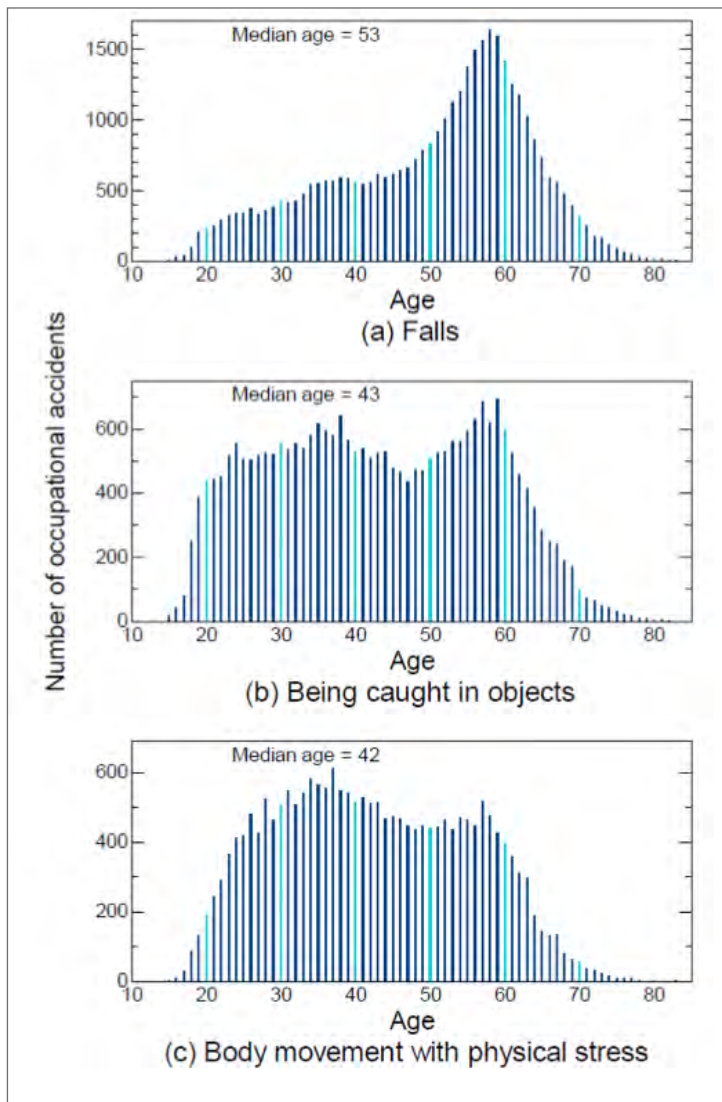 Number of occupational accidents
Median age = 53
1500
1000
500
0
10 20 30 40 50 60 70 80
Age
(a) Falls
Median age = 43
600
400
200
0
10 20 30 40 50 60 70 80
Age
(b) Being caught in objects
Median age = 42
600
400
200
0
10 20 30 40 50 60 70 80
Age
(c) Body movement with physical stress